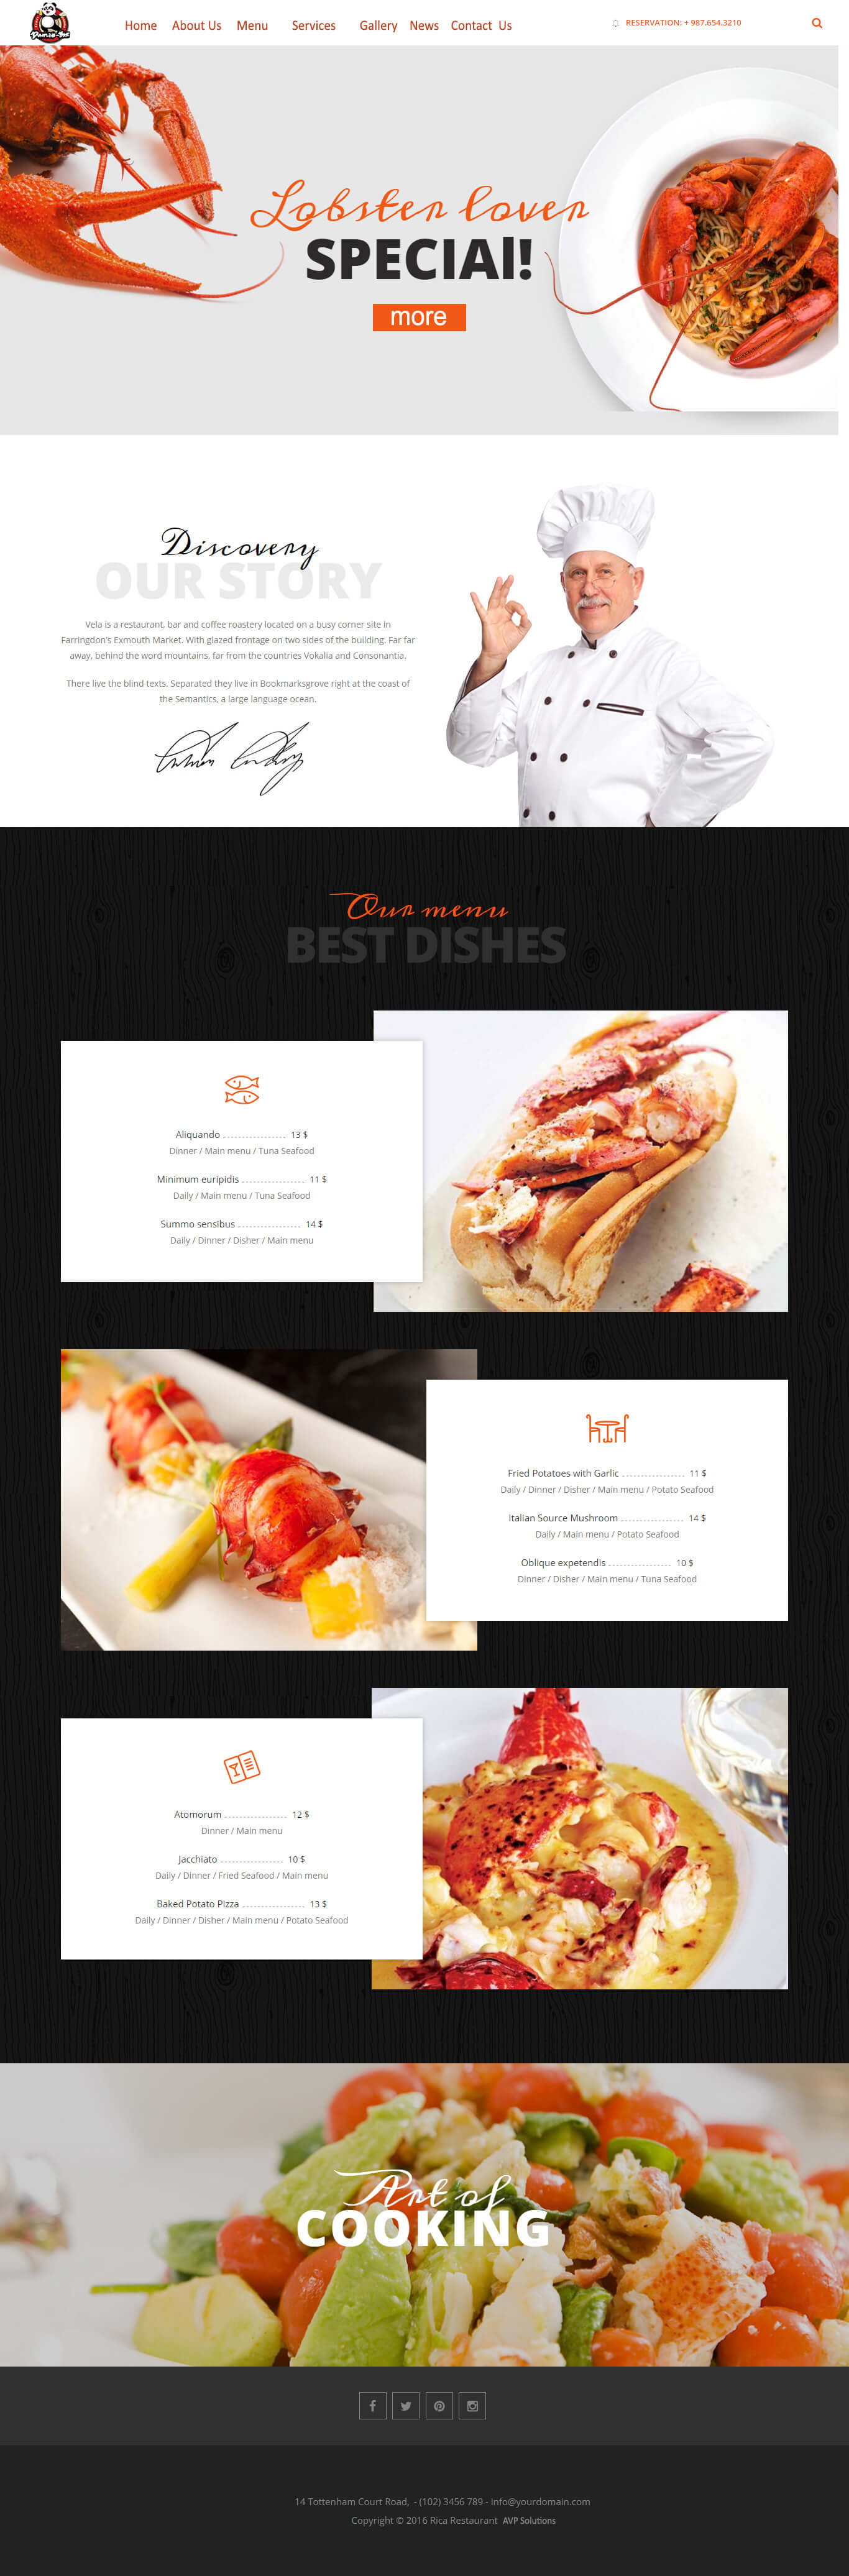 Home About Us Menu Services Gallery News Contact Us
RESERVATION: + 987.654.3210
Lobster lover
SPECIAl!
more
Discovery
OUR STORY
Vela is a restaurant, bar and coffee roastery located on a busy corner site in
Farringdon's Exmouth Market. With glazed frontage on two sides of the building. Far far
away, behind the word mountains, far from the countries Vokalia and Consonantia.
There live the blind texts. Separated they live in Bookmarksgrove right at the coast of
the Semantics, a large language ocean.
Our menu
BEST DISHES
Aliquando ................. 13 $
Dinner / Main menu / Tuna Seafood
Minimum euripidis ................. 11 $
Daily / Main menu / Tuna Seafood
Summo sensibus ................. 14 $
Daily / Dinner / Disher / Main menu
Fried Potatoes with Garlic ................. 11 $
Daily / Dinner / Disher / Main menu / Potato Seafood
Italian Source Mushroom ................. 14 $
Daily / Main menu / Potato Seafood
Oblique expetendis ................. 10 $
Dinner / Disher / Main menu / Tuna Seafood
Atomorum ................. 12 $
Dinner / Main menu
Jacchiato ................. 10 $
Daily / Dinner / Fried Seafood / Main menu
Baked Potato Pizza ................. 13 $
Daily / Dinner / Disher / Main menu / Potato Seafood
Art of
COOKING
14 Tottenham Court Road, - (102) 3456 789 - info@yourdomain.com
Copyright © 2016 Rica Restaurant AVP Solutions